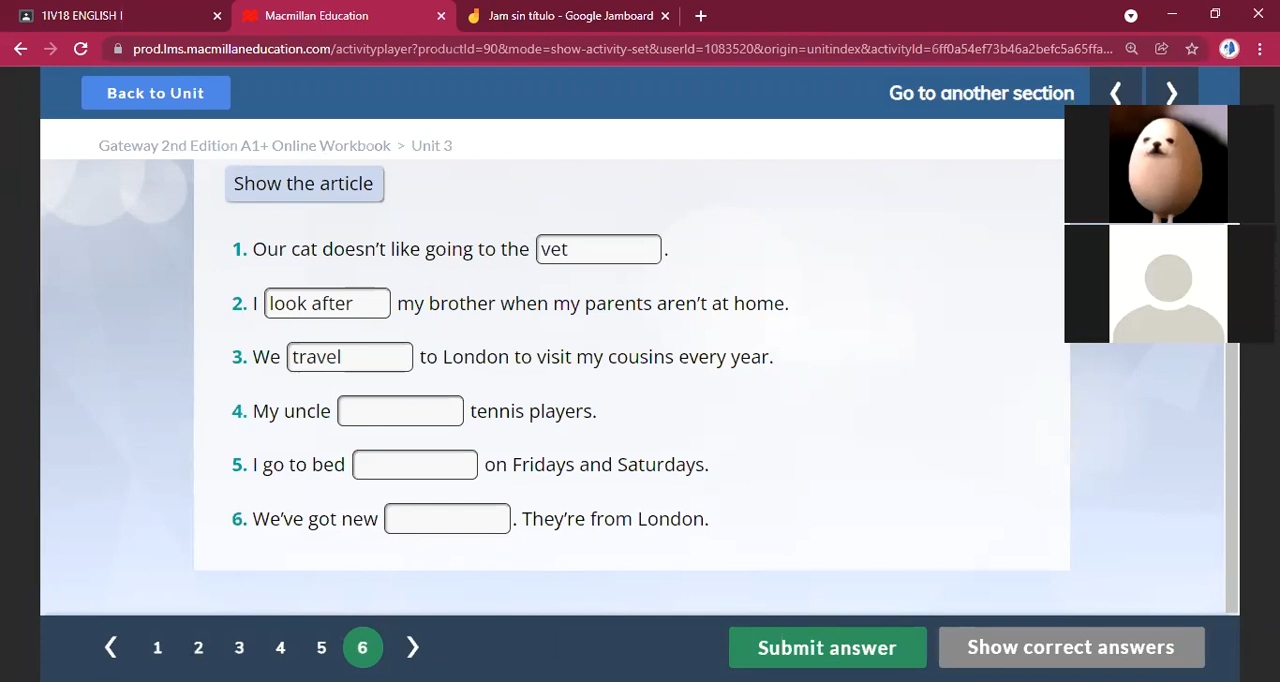 1IV18 ENGLISH I
Macmillan Education
Jam sin título - Google Jamboard
prod.lms.macmillaneducation.com/activityplayer?productId=90&mode=show-activity-set&userId=1083520&origin=unitindex&activityId=6ff0a54ef73b46a2befc5a65ffa...
Back to Unit
Go to another section
Gateway 2nd Edition A1+ Online Workbook > Unit 3
Show the article
1. Our cat doesn't like going to the vet .
2. I look after my brother when my parents aren't at home.
3. We travel to London to visit my cousins every year.
4. My uncle tennis players.
5. I go to bed on Fridays and Saturdays.
6. We've got new . They're from London.
1 2 3 4 5 6
Submit answer
Show correct answers